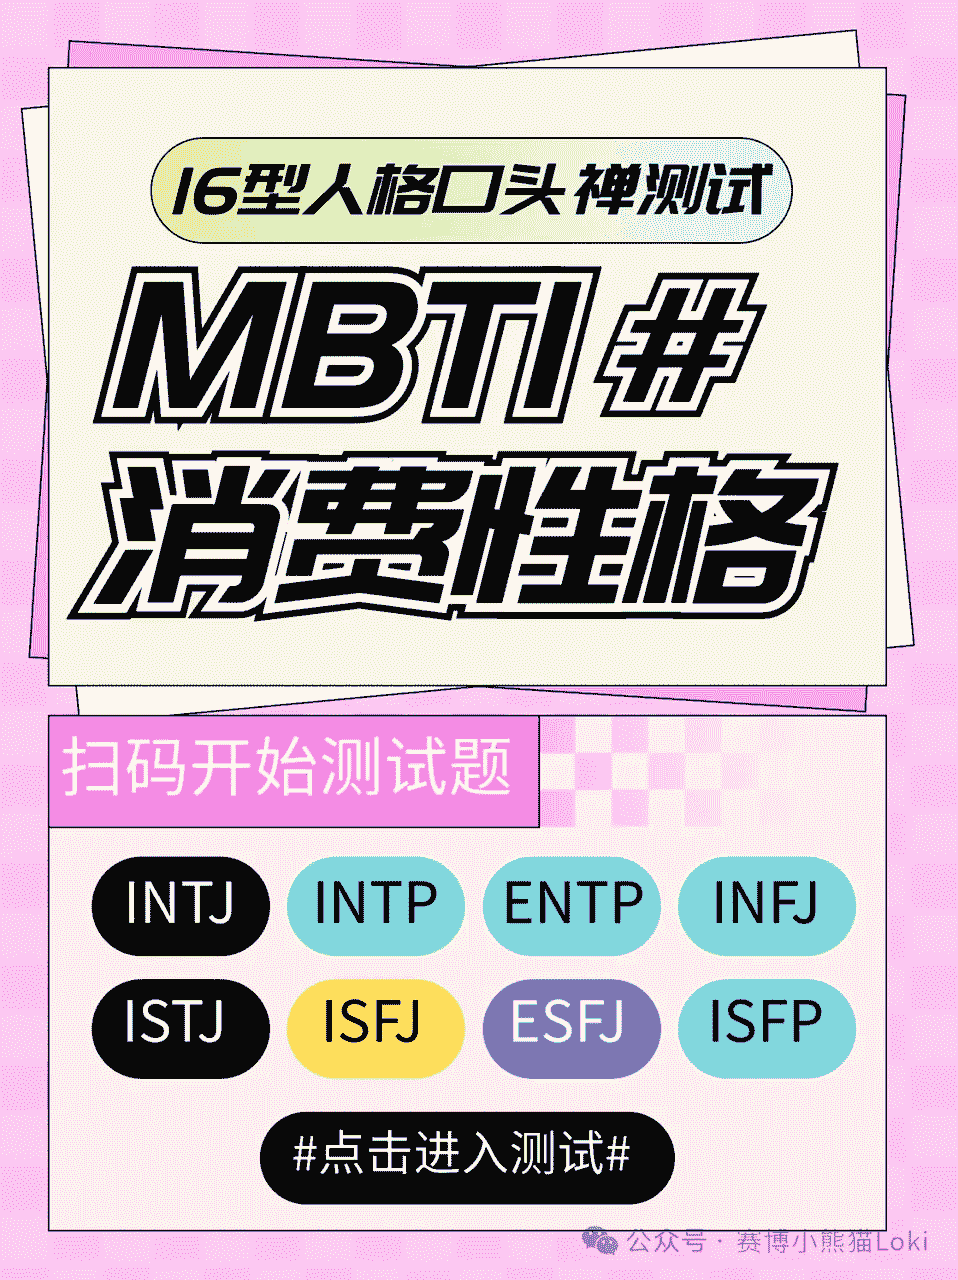 16型人格口头禅测试
MBTI #
消费性格
扫码开始测试题
INTJ INTP ENTP INFJ
ISTJ ISFJ ESFJ ISFP
#点击进入测试#
公众号·赛博小熊猫Loki